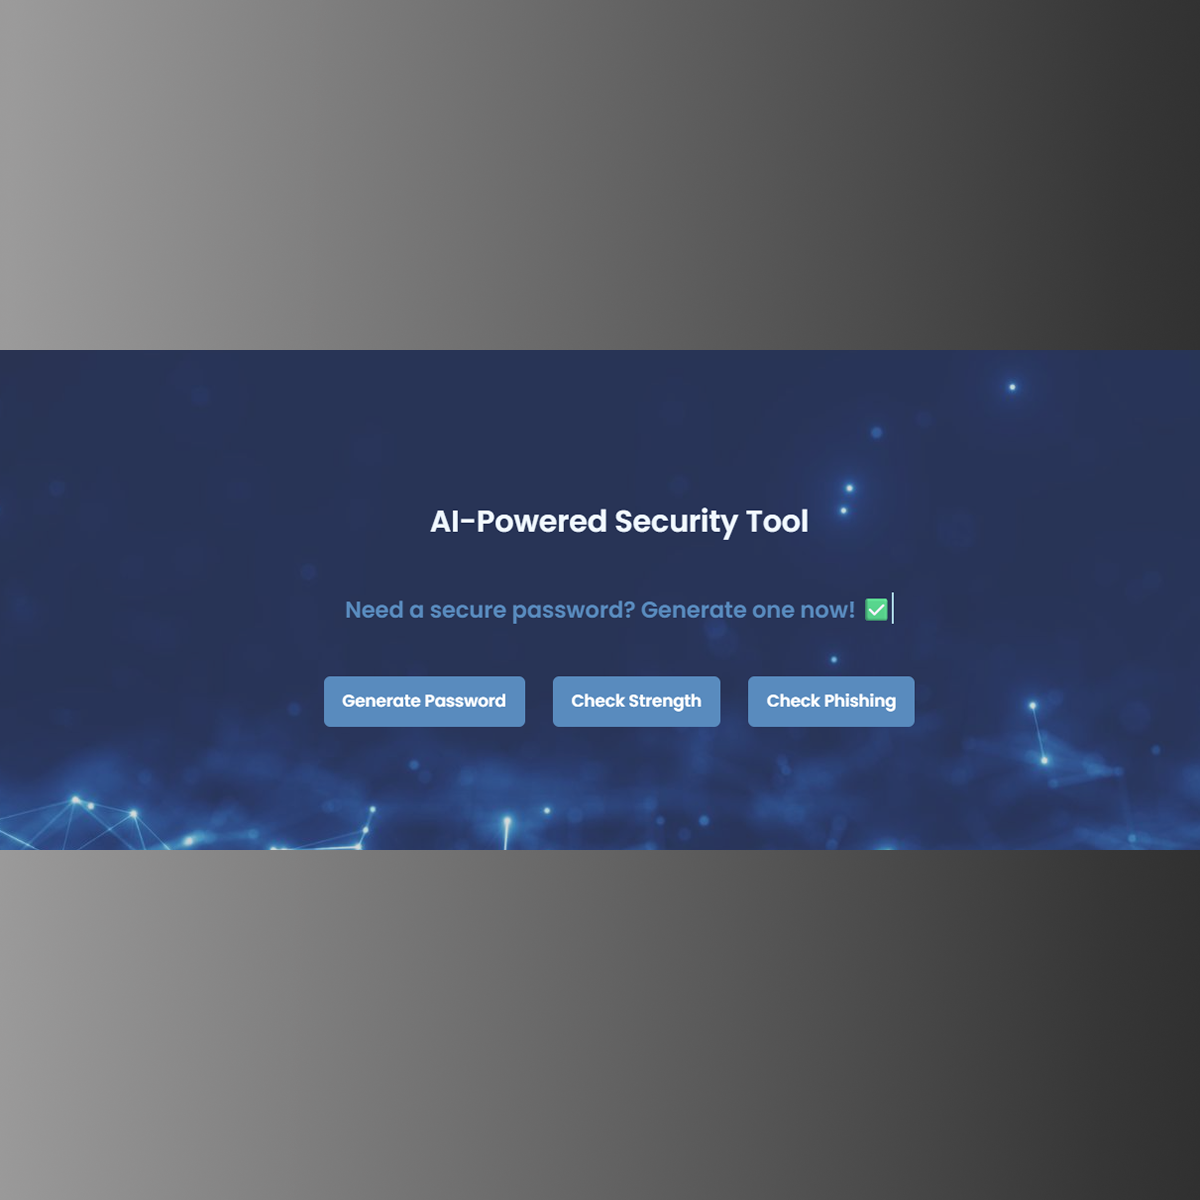 AI-Powered Security Tool
Need a secure password? Generate one now! ✅
Generate Password
Check Strength
Check Phishing